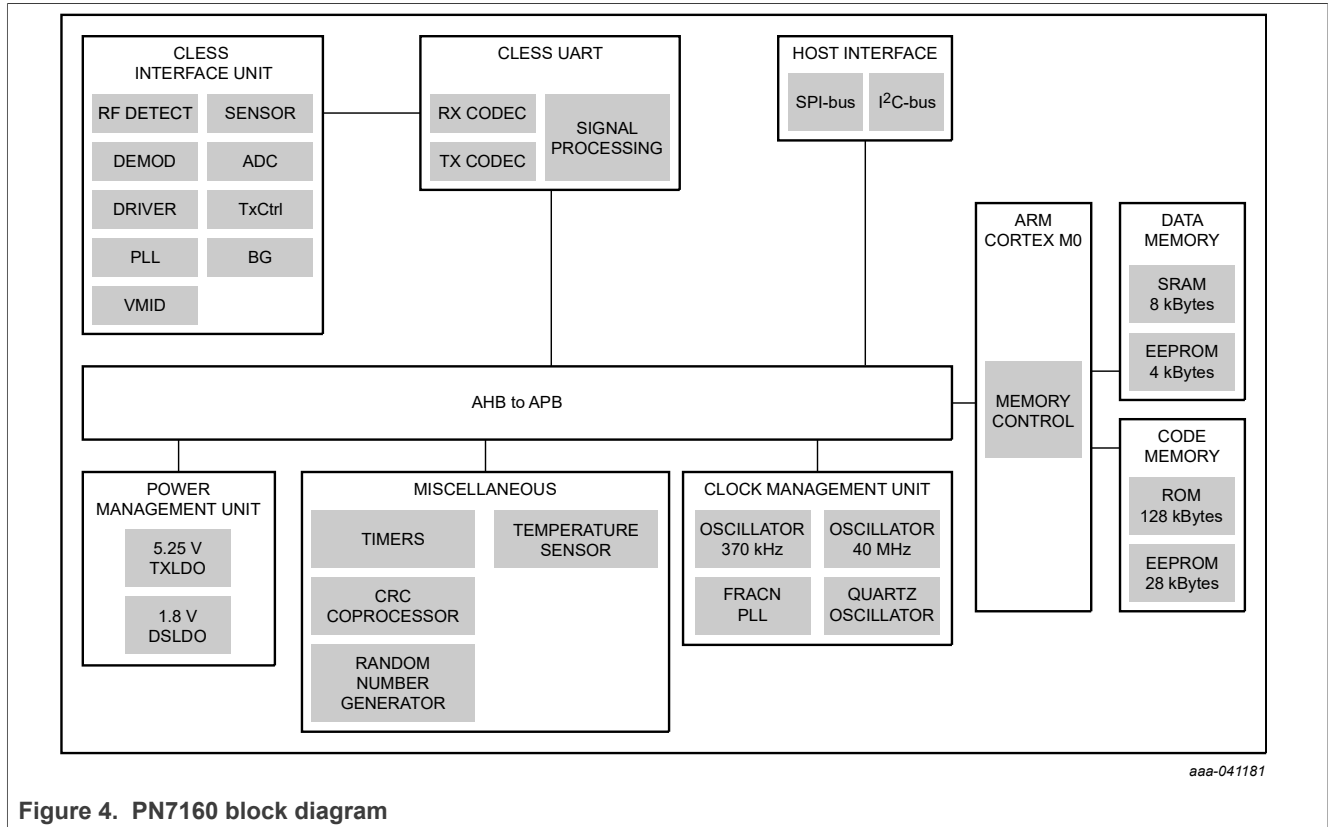 CLESS
INTERFACE UNIT
RF DETECT
SENSOR
DEMOD
ADC
DRIVER
TxCtrl
PLL
BG
VMID
CLESS UART
RX CODEC
TX CODEC
SIGNAL
PROCESSING
HOST INTERFACE
SPI-bus
I²C-bus
ARM
CORTEX M0
MEMORY
CONTROL
DATA
MEMORY
SRAM
8 kBytes
EEPROM
4 kBytes
CODE
MEMORY
ROM
128 kBytes
EEPROM
28 kBytes
AHB to APB
POWER
MANAGEMENT UNIT
5.25 V
TXLDO
1.8 V
DSLDO
MISCELLANEOUS
TIMERS
TEMPERATURE
SENSOR
CRC
COPROCESSOR
RANDOM
NUMBER
GENERATOR
CLOCK MANAGEMENT UNIT
OSCILLATOR
370 kHz
OSCILLATOR
40 MHz
FRACN
PLL
QUARTZ
OSCILLATOR
aaa-041181
Figure 4. PN7160 block diagram